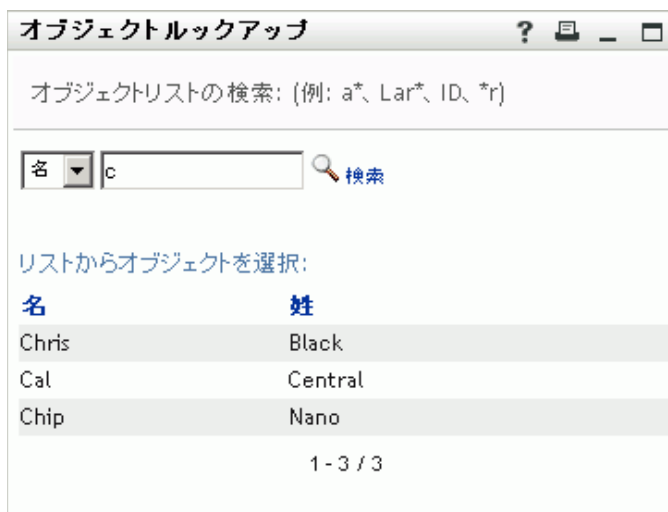 オブジェクトルックアップ ?
オブジェクトリストの検索: (例: a*、Lar*、ID、*r)
名 c 検索
リストからオブジェクトを選択:
名 姓
Chris Black
Cal Central
Chip Nano
1 - 3 / 3